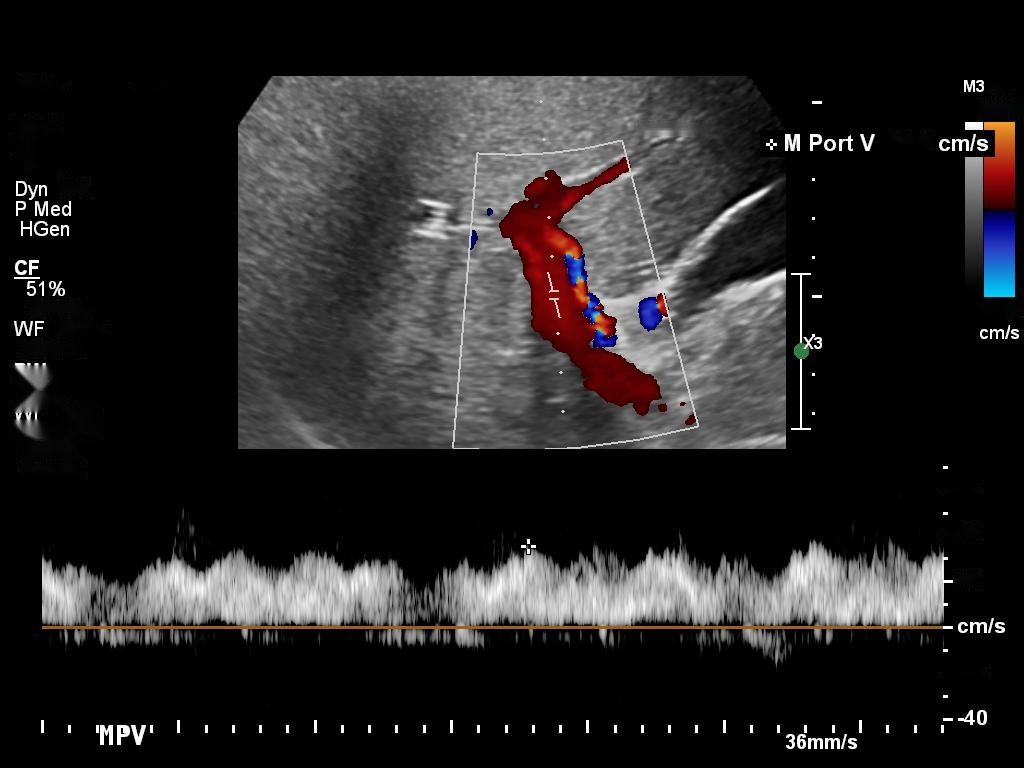 M3
M Port V
cm/s
Dyn
P Med
HGen
CF
51%
WF
cm/s
X3
cm/s
-40
MPV
36mm/s